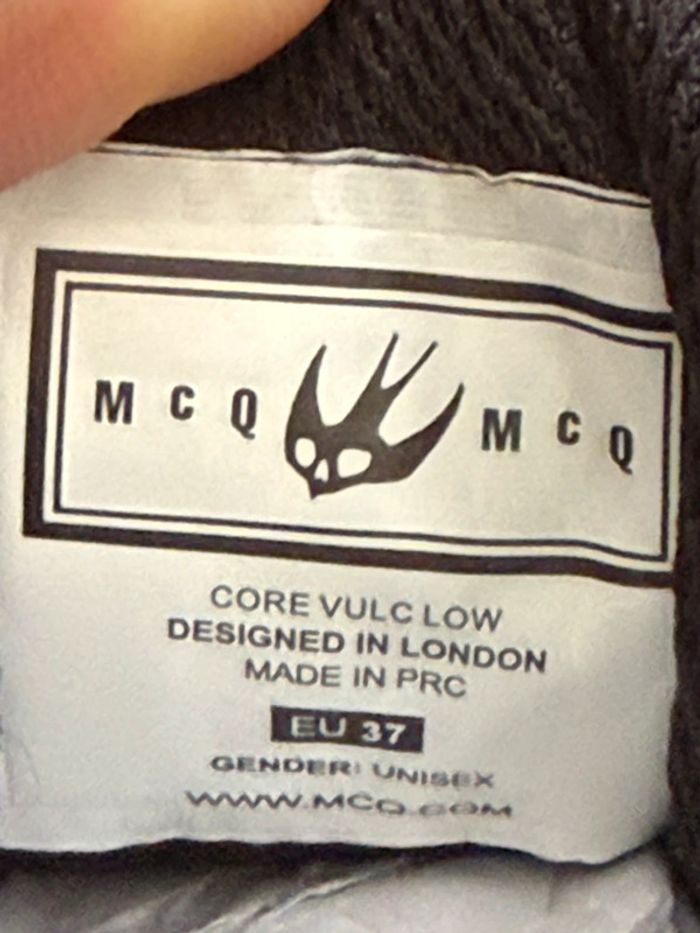 MCQ MCQ
CORE VULC LOW
DESIGNED IN LONDON
MADE IN PRC
EU 37
GENDER: UNISEX
WWW.MCQ.COM